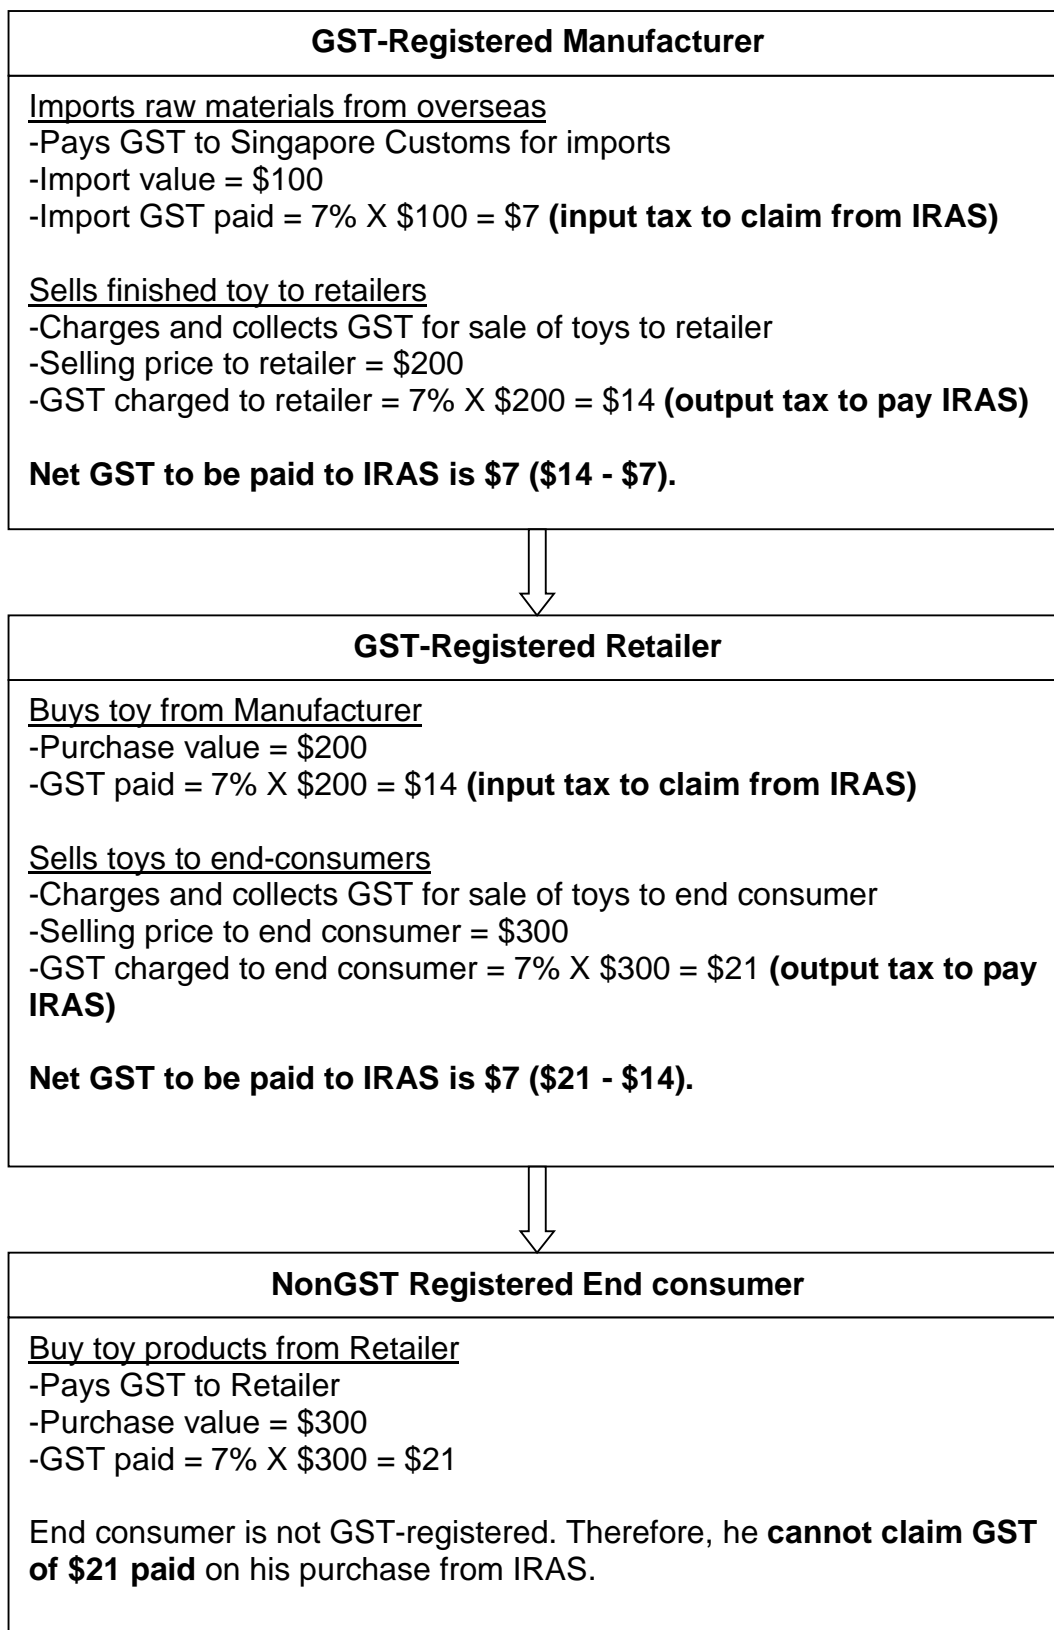 GST-Registered Manufacturer
Imports raw materials from overseas
-Pays GST to Singapore Customs for imports
-Import value = $100
-Import GST paid = 7% X $100 = $7 (input tax to claim from IRAS)
Sells finished toy to retailers
-Charges and collects GST for sale of toys to retailer
-Selling price to retailer = $200
-GST charged to retailer = 7% X $200 = $14 (output tax to pay IRAS)
Net GST to be paid to IRAS is $7 ($14 - $7).
GST-Registered Retailer
Buys toy from Manufacturer
-Purchase value = $200
-GST paid = 7% X $200 = $14 (input tax to claim from IRAS)
Sells toys to end-consumers
-Charges and collects GST for sale of toys to end consumer
-Selling price to end consumer = $300
-GST charged to end consumer = 7% X $300 = $21 (output tax to pay
IRAS)
Net GST to be paid to IRAS is $7 ($21 - $14).
NonGST Registered End consumer
Buy toy products from Retailer
-Pays GST to Retailer
-Purchase value = $300
-GST paid = 7% X $300 = $21
End consumer is not GST-registered. Therefore, he cannot claim GST
of $21 paid on his purchase from IRAS.